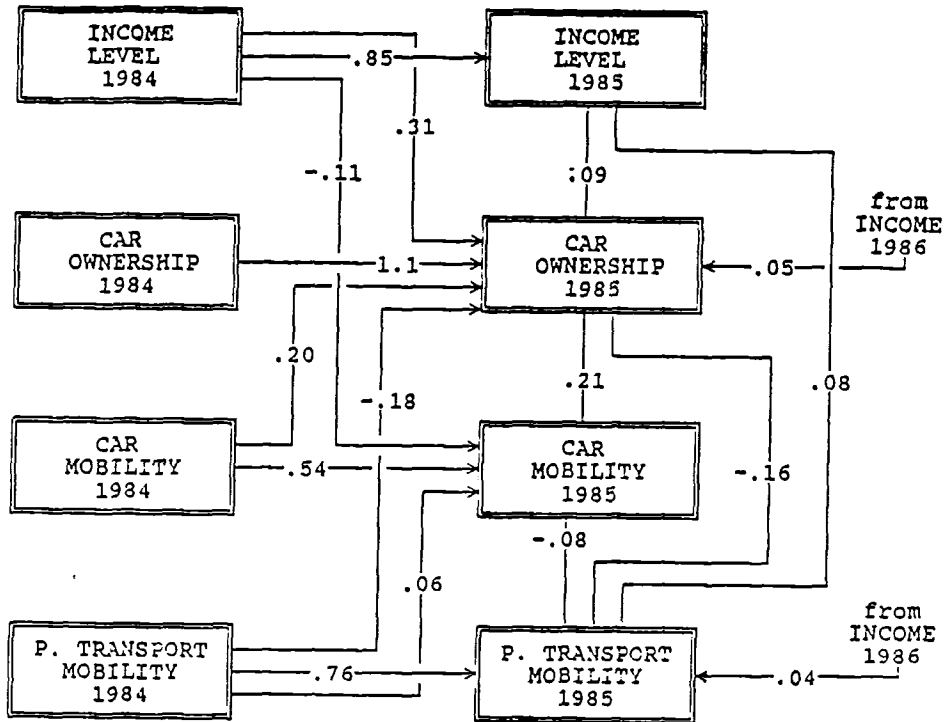 INCOME
LEVEL
1984
INCOME
LEVEL
1985
.85
.31
-.11
.09
from
INCOME
1986
CAR
OWNERSHIP
1984
CAR
OWNERSHIP
1985
1.1
.05
.20
-.18
.21
.08
CAR
MOBILITY
1984
CAR
MOBILITY
1985
.54
-.16
-.08
.06
from
INCOME
1986
P. TRANSPORT
MOBILITY
1984
P. TRANSPORT
MOBILITY
1985
.76
.04